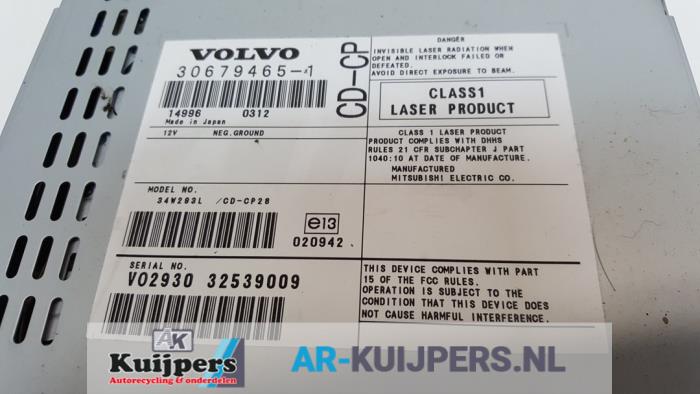 VOLVO
30679465-1
14996 0312
Made in Japan
12V NEG.GROUND
MODEL NO.
34W293L /CD-CP28
e13
020942
SERIAL NO.
VO2930 32539009
CD-CP
DANGER
INVISIBLE LASER RADIATION WHEN
OPEN AND INTERLOCK FAILED OR
DEFEATED.
AVOID DIRECT EXPOSURE TO BEAM.
CLASS1
LASER PRODUCT
CLASS 1 LASER PRODUCT
PRODUCT COMPLIES WITH DHHS
RULES 21 CFR SUBCHAPTER J PART
1040:10 AT DATE OF MANUFACTURE.
MANUFACTURED
MITSUBISHI ELECTRIC CO.
THIS DEVICE COMPLIES WITH PART
15 OF THE FCC RULES.
OPERATION IS SUBJECT TO THE
CONDITION THAT THIS DEVICE DOES
NOT CAUSE HARMFUL INTERFERENCE.
AK
Kuijpers
Autorecycling & onderdelen
AR-KUIJPERS.NL